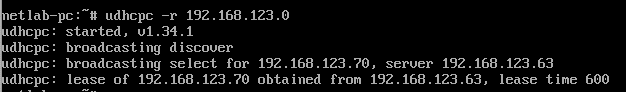 netlab-pc:~# udhcpc -r 192.168.123.0
udhcpc: started, v1.34.1
udhcpc: broadcasting discover
udhcpc: broadcasting select for 192.168.123.70, server 192.168.123.63
udhcpc: lease of 192.168.123.70 obtained from 192.168.123.63, lease time 600